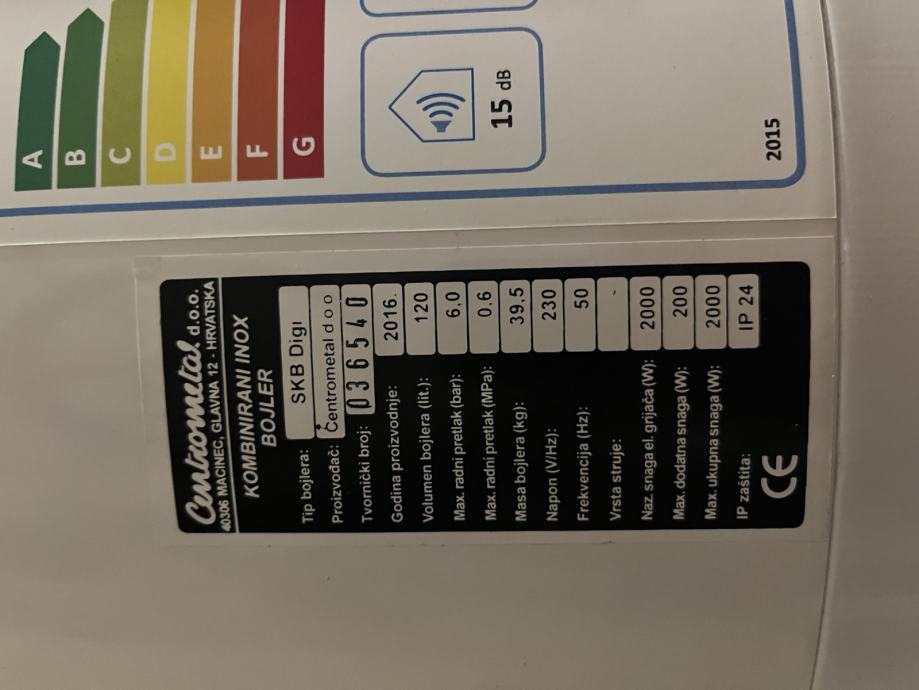 A
B
C
D
E
F
G
15 dB
2015
Centrometal d.o.o.
40306 MACINEC, GLAVNA 12 - HRVATSKA
KOMBINIRANI INOX
BOJLER
Tip bojlera: SKB Digi
Proizvođač: Centrometal d o o
Tvornički broj: 036540
Godina proizvodnje: 2016.
Volumen bojlera (lit.): 120
Max. radni pretlak (bar): 6,0
Max. radni pretlak (MPa): 0,6
Masa bojlera (kg): 39,5
Napon (V/Hz): 230
Frekvencija (Hz): 50
Vrsta struje: -
Naz. snaga el. grijača (W): 2000
Max. dodatna snaga (W): 200
Max. ukupna snaga (W): 2000
IP zaštita: IP 24
CE